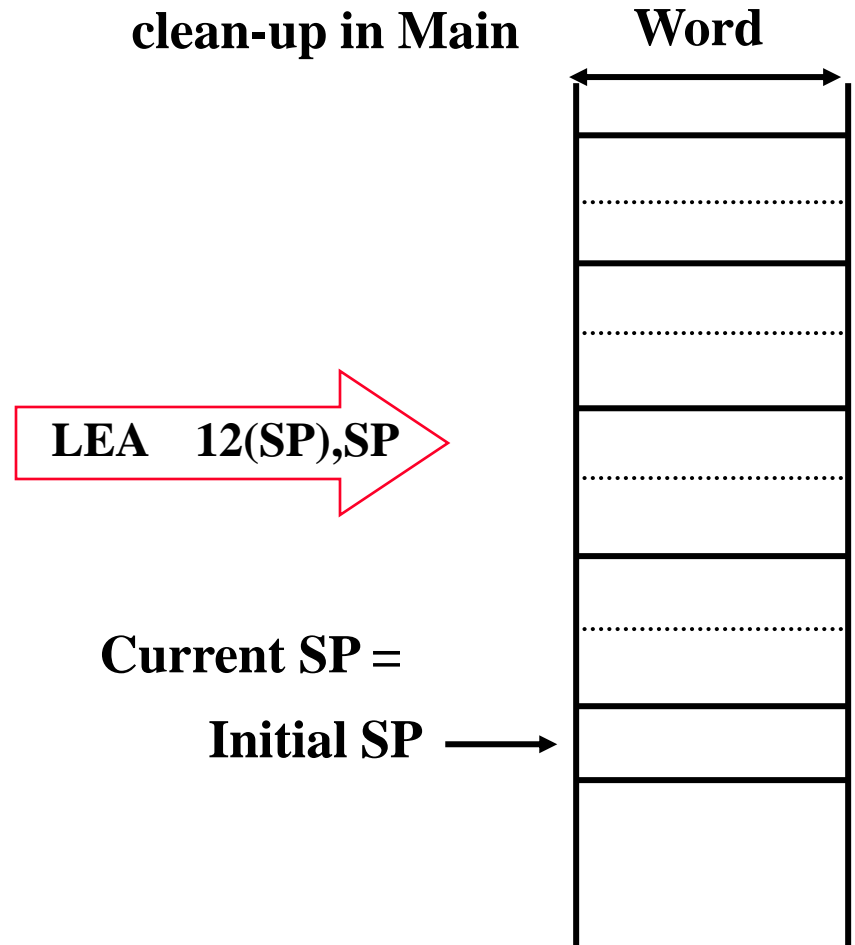 clean-up in Main
Word
LEA 12(SP),SP
Current SP =
Initial SP